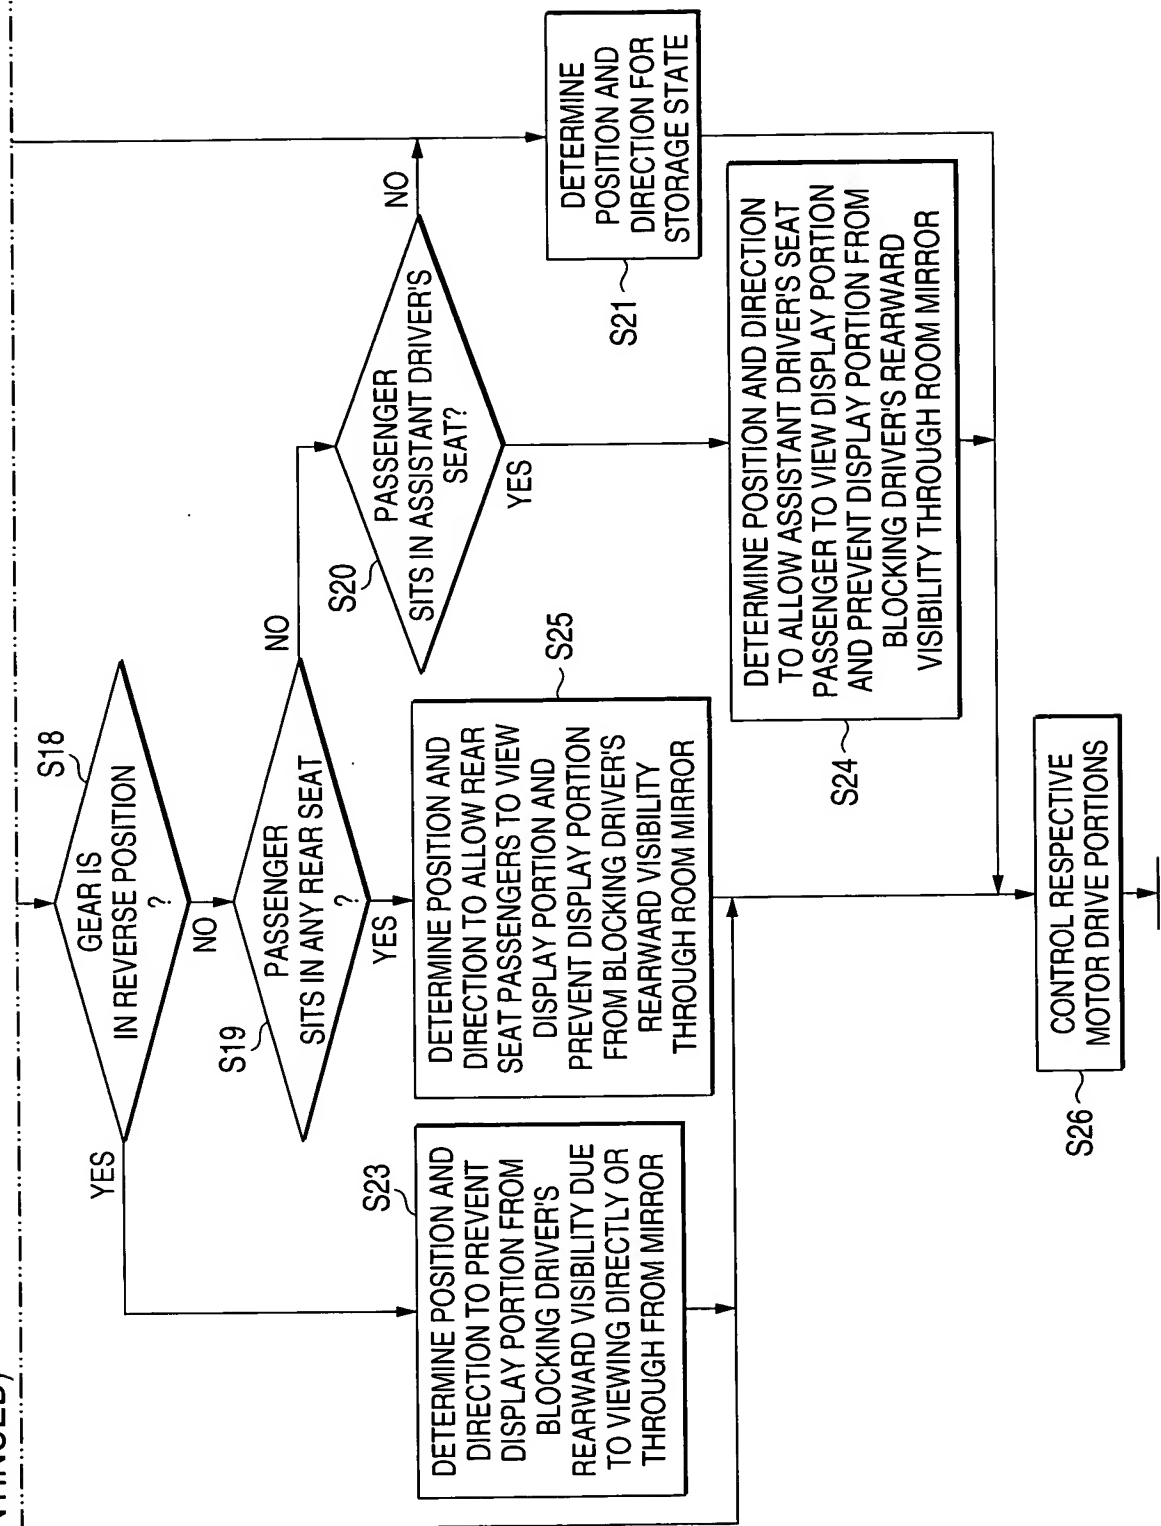 NTINUED)
S18
GEAR IS
IN REVERSE POSITION
?
YES
NO
S19
PASSENGER
SITS IN ANY REAR SEAT
?
NO
YES
S20
PASSENGER
SITS IN ASSISTANT DRIVER'S
SEAT?
NO
YES
DETERMINE
POSITION AND
DIRECTION FOR
STORAGE STATE
S21
S23
DETERMINE POSITION AND
DIRECTION TO PREVENT
DISPLAY PORTION FROM
BLOCKING DRIVER'S
REARWARD VISIBILITY DUE
TO VIEWING DIRECTLY OR
THROUGH FROM MIRROR
S25
DETERMINE POSITION AND
DIRECTION TO ALLOW REAR
SEAT PASSENGERS TO VIEW
DISPLAY PORTION AND
PREVENT DISPLAY PORTION
FROM BLOCKING DRIVER'S
REARWARD VISIBILITY
THROUGH ROOM MIRROR
DETERMINE POSITION AND DIRECTION
TO ALLOW ASSISTANT DRIVER'S SEAT
PASSENGER TO VIEW DISPLAY PORTION
AND PREVENT DISPLAY PORTION FROM
BLOCKING DRIVER'S REARWARD
VISIBILITY THROUGH ROOM MIRROR
S24
CONTROL RESPECTIVE
MOTOR DRIVE PORTIONS
S26